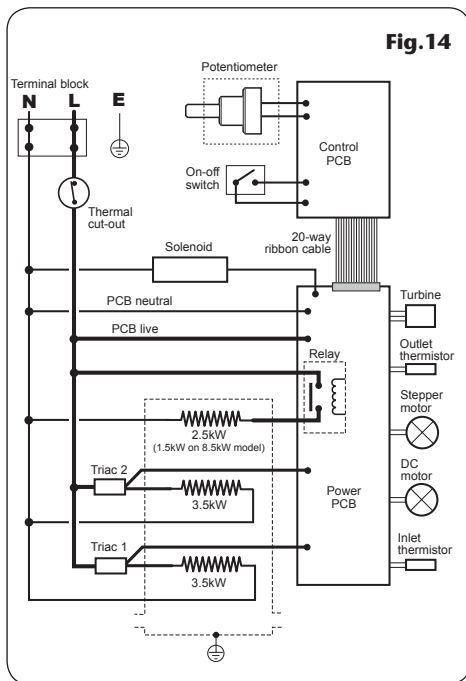 Fig.14
Potentiometer
Terminal block
N L E
Control
PCB
On-off
switch
Thermal
cut-out
20-way
ribbon cable
Solenoid
PCB neutral
Turbine
PCB live
Relay
Outlet
thermistor
Stepper
motor
2.5kW
(1.5kW on 8.5kW model)
Triac 2
3.5kW
DC
motor
Power
PCB
Triac 1
3.5kW
Inlet
thermistor